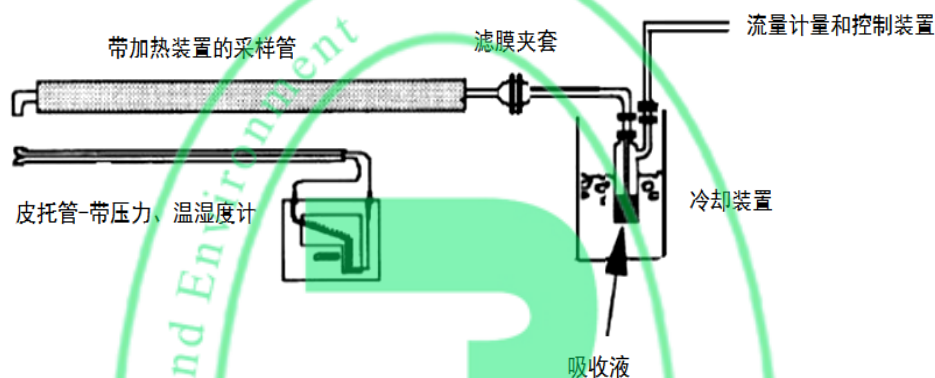 流量计量和控制装置
带加热装置的采样管
滤膜夹套
皮托管-带压力、温湿度计
冷却装置
吸收液
nd Environment